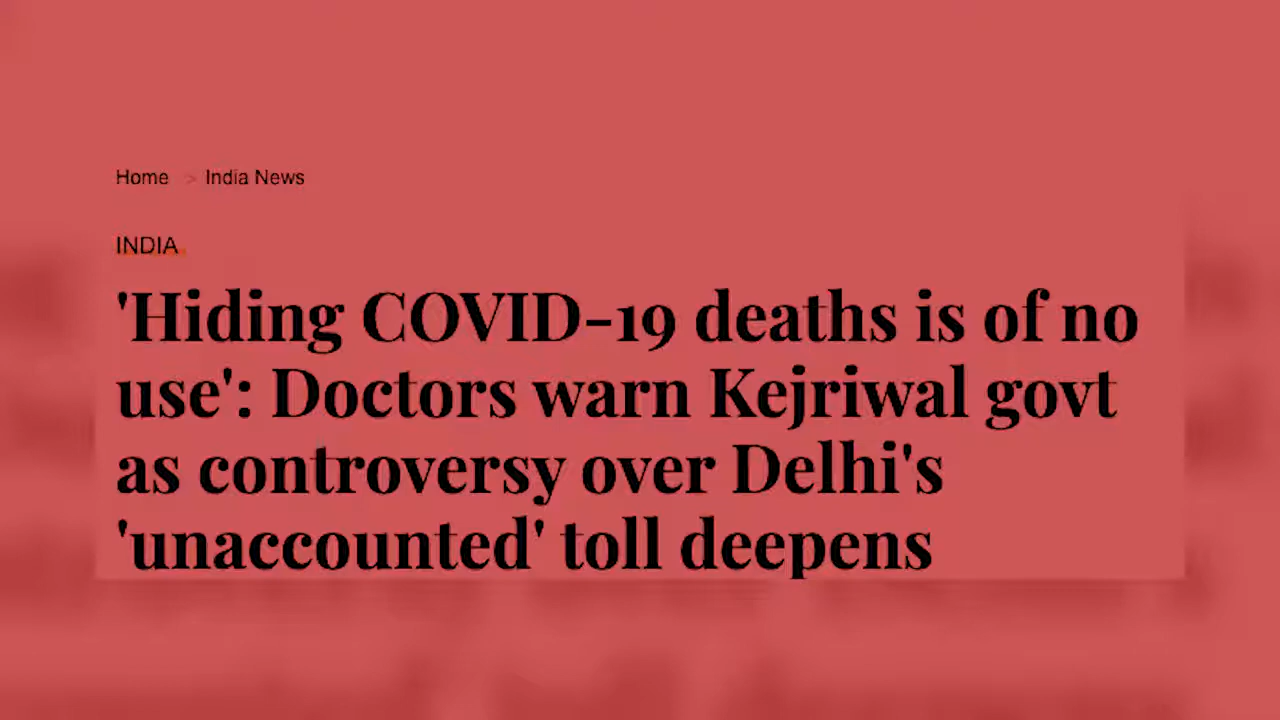 Home > India News
INDIA
'Hiding COVID-19 deaths is of no
use': Doctors warn Kejriwal govt
as controversy over Delhi's
'unaccounted' toll deepens